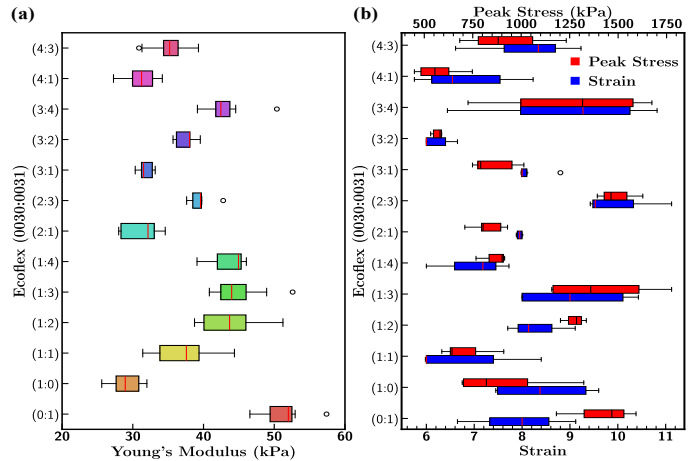 (a)
(b)
Peak Stress (kPa)
500 750 1000 1250 1500 1750
Ecoflex (0030:0031)
(4:3)
(4:1)
(3:4)
(3:2)
(3:1)
(2:3)
(2:1)
(1:4)
(1:3)
(1:2)
(1:1)
(1:0)
(0:1)
20 30 40 50 60
Young's Modulus (kPa)
Ecoflex (0030:0031)
(4:3)
(4:1)
(3:4)
(3:2)
(3:1)
(2:3)
(2:1)
(1:4)
(1:3)
(1:2)
(1:1)
(1:0)
(0:1)
Peak Stress
Strain
6 7 8 9 10 11
Strain